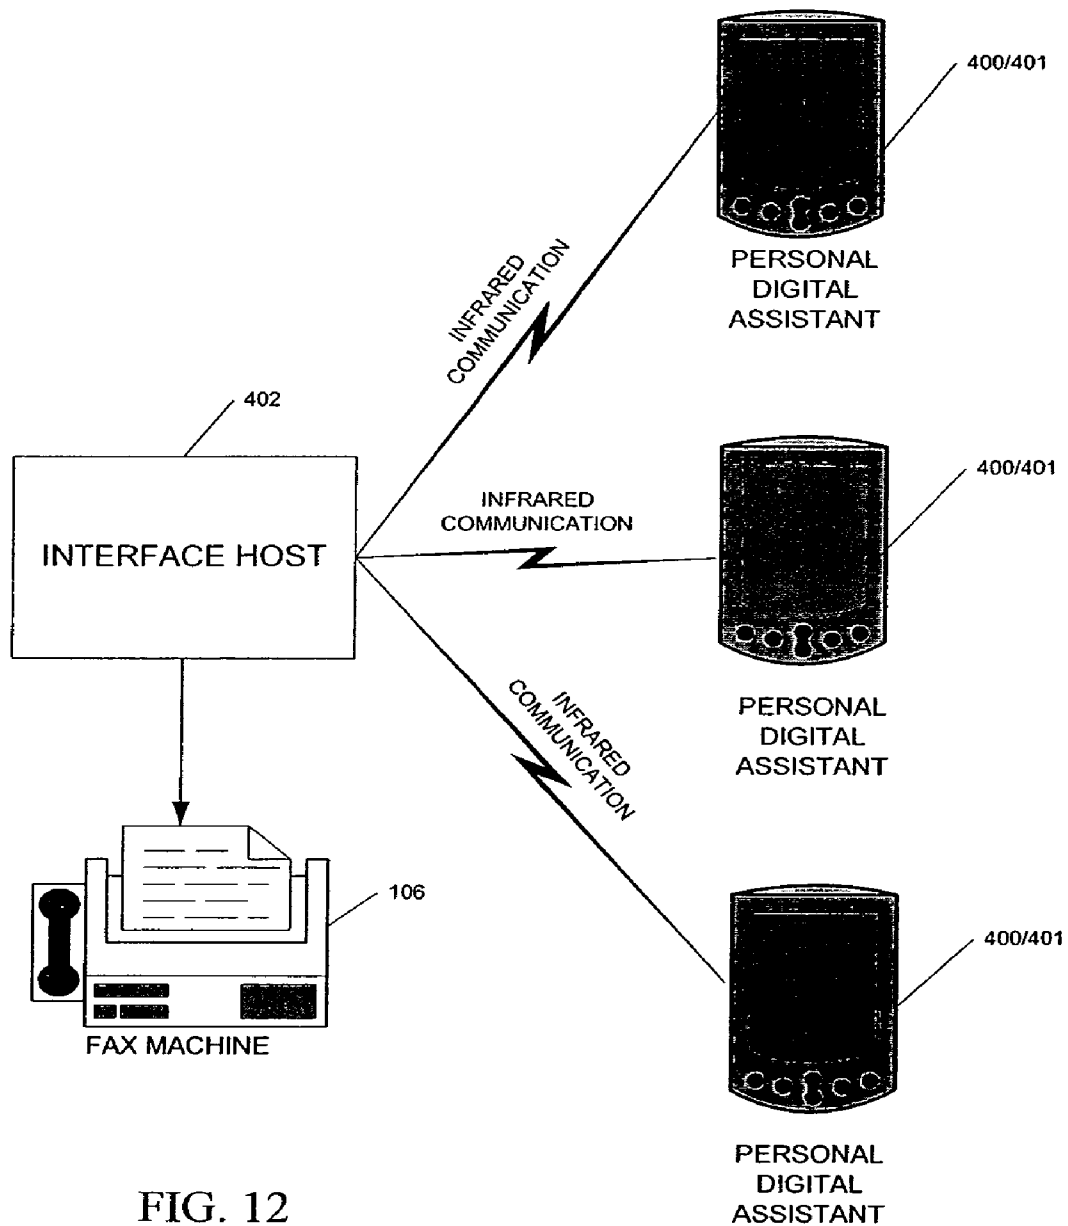 400/401
PERSONAL
DIGITAL
ASSISTANT
INFRARED
COMMUNICATION
402
INTERFACE HOST
INFRARED
COMMUNICATION
400/401
PERSONAL
DIGITAL
ASSISTANT
INFRARED
COMMUNICATION
106
FAX MACHINE
400/401
PERSONAL
DIGITAL
ASSISTANT
FIG. 12